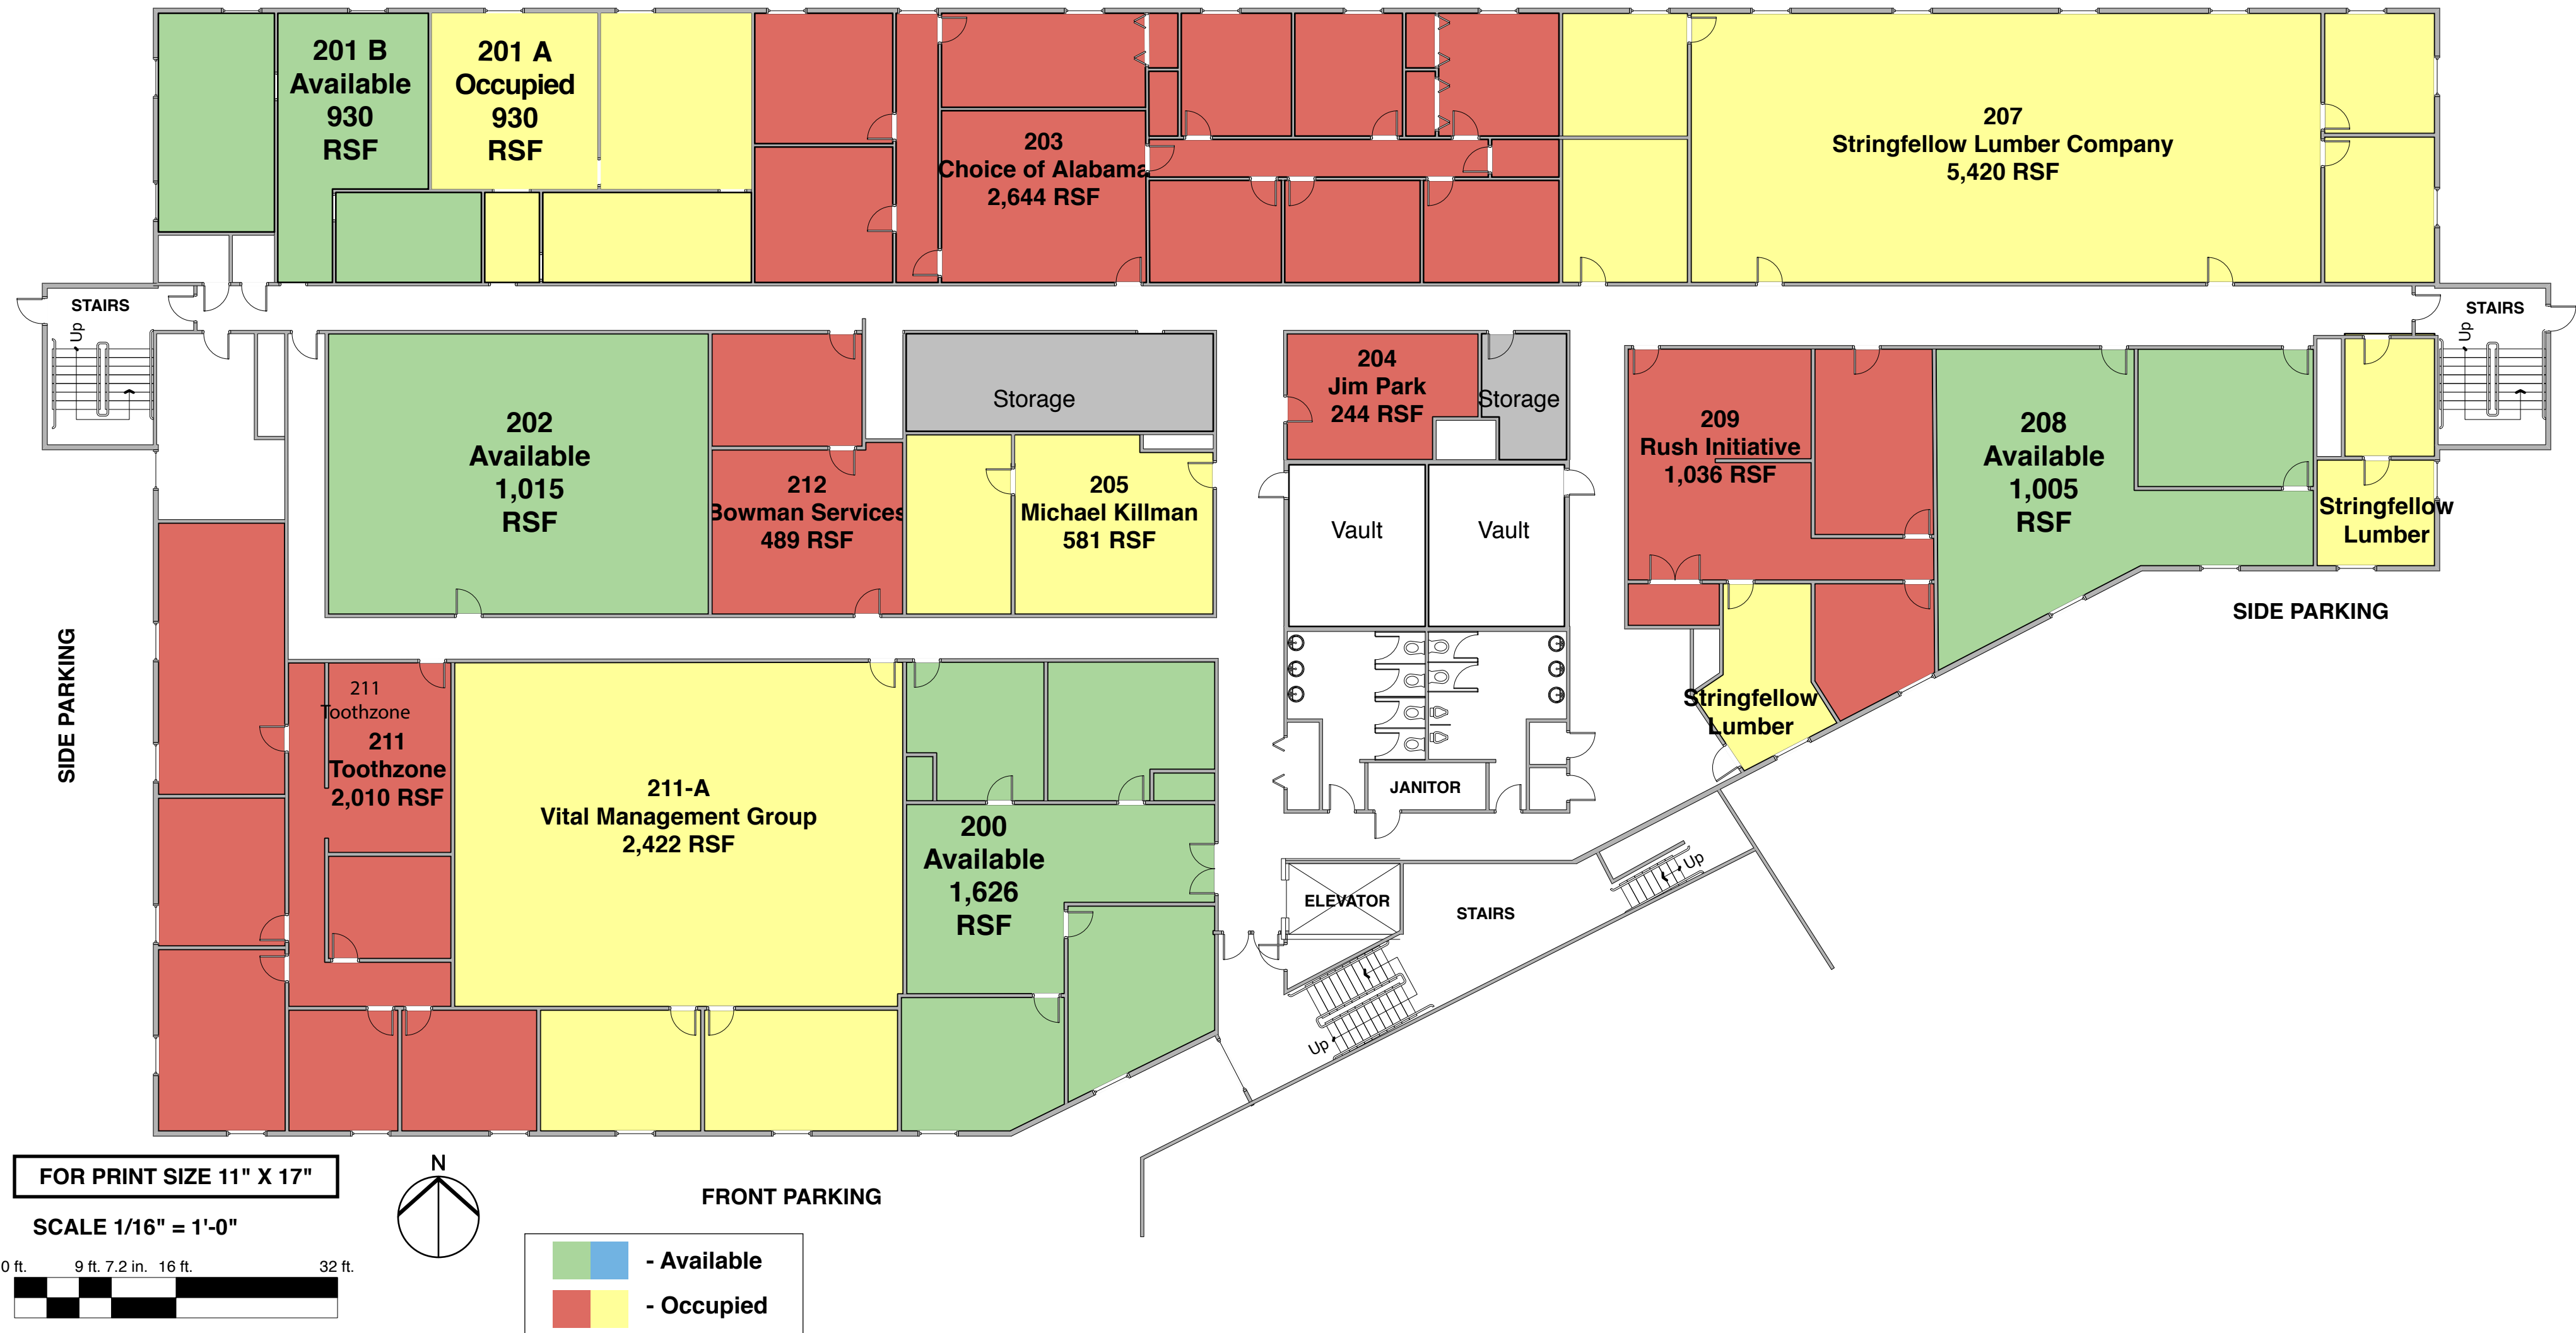 201 B
Available
930
RSF
201 A
Occupied
930
RSF
203
Choice of Alabama
2,644 RSF
207
Stringfellow Lumber Company
5,420 RSF
STAIRS
Up
STAIRS
Up
202
Available
1,015
RSF
212
Bowman Services
489 RSF
Storage
205
Michael Killman
581 RSF
204
Jim Park
244 RSF
Storage
Vault
Vault
209
Rush Initiative
1,036 RSF
208
Available
1,005
RSF
Stringfellow
Lumber
SIDE PARKING
SIDE PARKING
211
Toothzone
211
Toothzone
2,010 RSF
211-A
Vital Management Group
2,422 RSF
200
Available
1,626
RSF
Stringfellow
Lumber
JANITOR
ELEVATOR
STAIRS
Up
Up
FOR PRINT SIZE 11" X 17"
SCALE 1/16" = 1'-0"
0 ft.
9 ft. 7.2 in.
16 ft.
32 ft.
N
FRONT PARKING
- Available
- Occupied